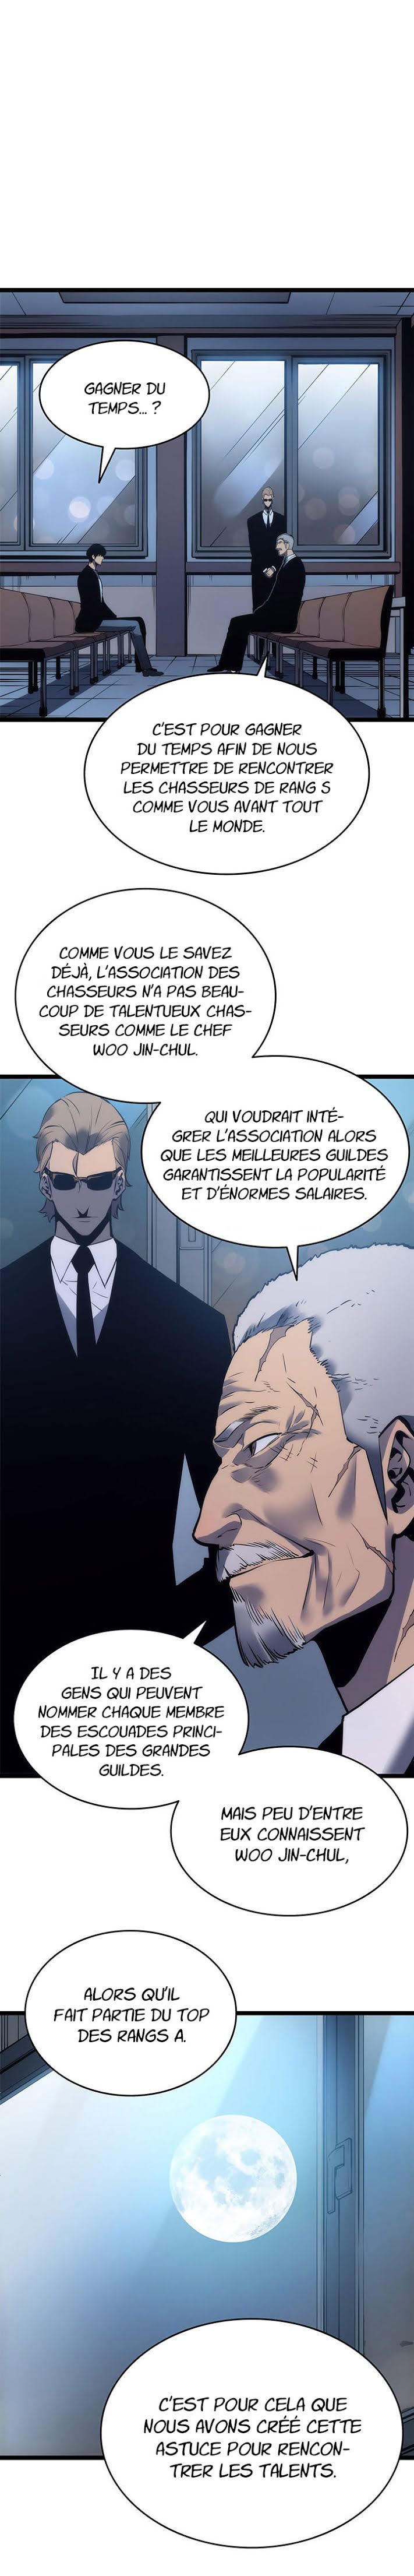 GAGNER DU
TEMPS... ?
C'EST POUR GAGNER
DU TEMPS AFIN DE NOUS
PERMETTRE DE RENCONTRER
LES CHASSEURS DE RANG S
COMME VOUS AVANT TOUT
LE MONDE.
COMME VOUS LE SAVEZ
DÉJÀ, L'ASSOCIATION DES
CHASSEURS N'A PAS BEAU-
COUP DE TALENTUEUX CHAS-
SEURS COMME LE CHEF
WOO JIN-CHUL.
QUI VOUDRAIT INTÉ-
GRER L'ASSOCIATION ALORS
QUE LES MEILLEURES GUILDES
GARANTISSENT LA POPULARITÉ
ET D'ÉNORMES SALAIRES.
IL Y A DES
GENS QUI PEUVENT
NOMMER CHAQUE MEMBRE
DES ESCOUADES PRINCI-
PALES DES GRANDES
GUILDES.
MAIS PEU D'ENTRE
EUX CONNAISSENT
WOO JIN-CHUL,
ALORS QU'IL
FAIT PARTIE DU TOP
DES RANGS A.
C'EST POUR CELA QUE
NOUS AVONS CRÉÉ CETTE
ASTUCE POUR RENCON-
TRER LES TALENTS.